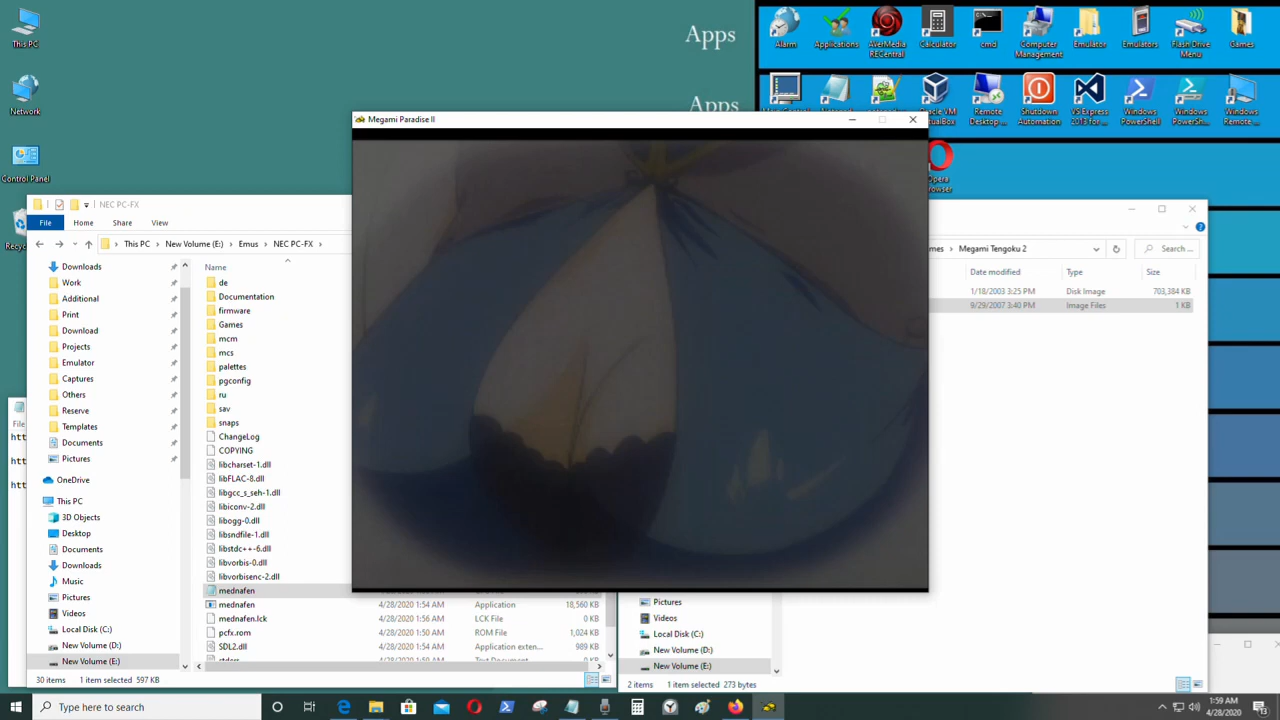 This PC
Network
Control Panel
Apps
Apps
Alarm
Applications
AverMedia
RECentral
Calculator
cmd
Computer
Management
Emulator
Emulators
Flash Drive
Menu
Games
Remote
Desktop ...
Shutdown
Automation
VS Express
2013 for ...
Windows
PowerShell
Windows
PowerSh...
Windows
Remote ...
Opera
Browser
Megami Paradise II
NEC PC-FX
File
Home
Share
View
This PC
New Volume (E:)
Emus
NEC PC-FX
Name
Downloads
Work
Additional
Print
Download
Projects
Emulator
Captures
Others
Reserve
Templates
Documents
Pictures
OneDrive
This PC
3D Objects
Desktop
Documents
Downloads
Music
Pictures
Videos
Local Disk (C:)
New Volume (D:)
New Volume (E:)
de
Documentation
firmware
Games
mcm
mcs
palettes
pgconfig
ru
sav
snaps
ChangeLog
COPYING
libcharset-1.dll
libFLAC-8.dll
libgcc_s_seh-1.dll
libiconv-2.dll
libogg-0.dll
libsndfile-1.dll
libstdc++-6.dll
libvorbis-0.dll
libvorbisenc-2.dll
mednafen
mednafen 4/28/2020 1:54 AM Application 18,560 KB
mednafen.lck 4/28/2020 1:56 AM LCK File
pcfx.rom 4/28/2020 1:50 AM ROM File 1,024 KB
SDL2.dll 4/28/2020 1:54 AM Application exten... 989 KB
30 items 1 item selected 597 KB
Megami Tengoku 2
Search ...
Date modified Type Size
1/18/2003 3:25 PM Disk Image 703,384 KB
9/29/2007 3:40 PM Image Files 1 KB
Pictures
Videos
Local Disk (C:)
New Volume (D:)
New Volume (E:)
2 items 1 item selected 273 bytes
Type here to search
1:59 AM
4/28/2020